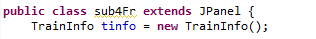 public class sub4Fr extends JPanel {
TrainInfo tinfo = new TrainInfo();